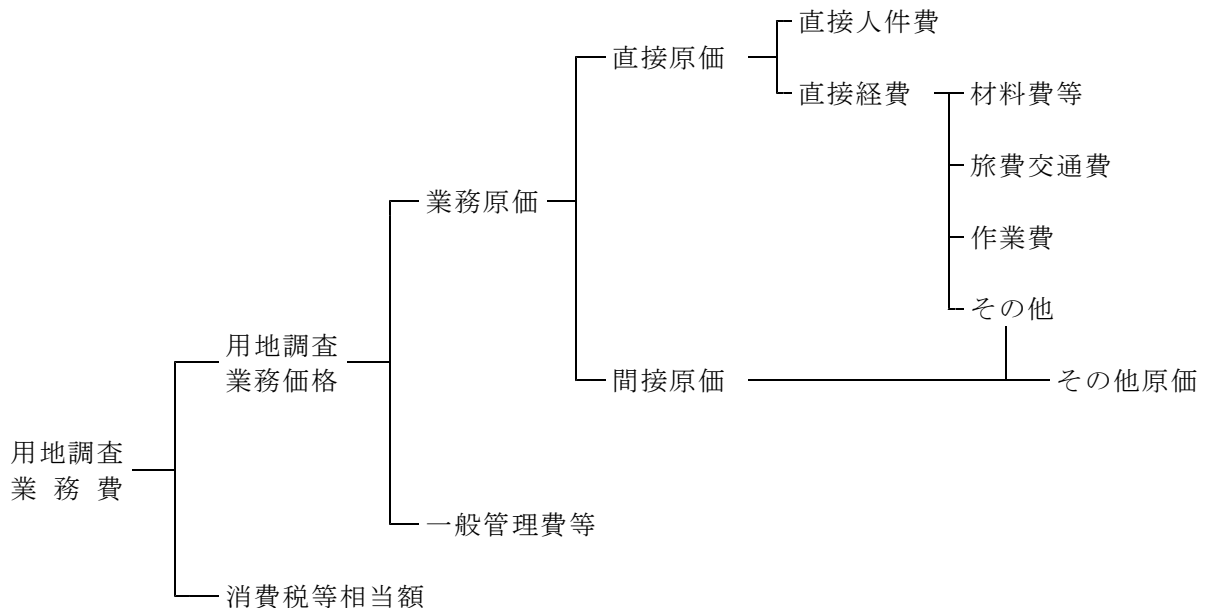 直接人件費
直接原価
直接経費
材料費等
旅費交通費
業務原価
作業費
その他
用地調査
業務価格
間接原価
その他原価
用地調査
業務費
一般管理費等
消費税等相当額